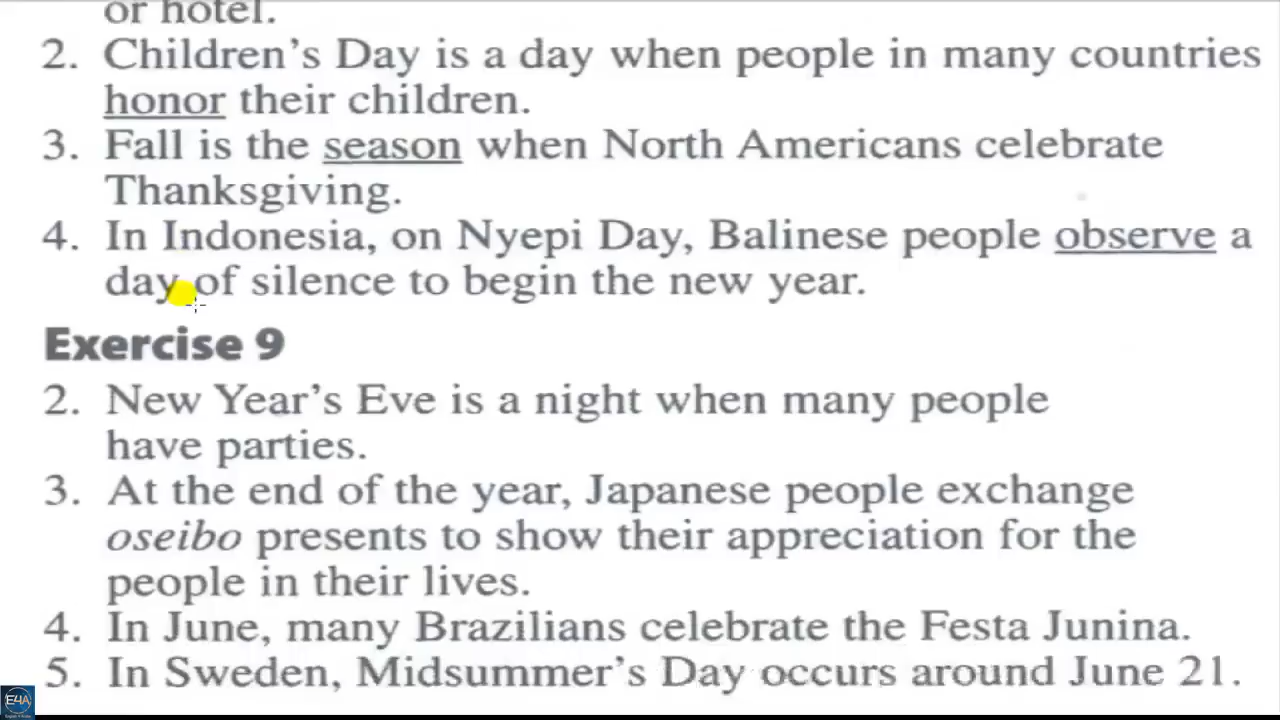 or hotel.
2. Children's Day is a day when people in many countries
honor their children.
3. Fall is the season when North Americans celebrate
Thanksgiving.
4. In Indonesia, on Nyepi Day, Balinese people observe a
day of silence to begin the new year.
Exercise 9
2. New Year's Eve is a night when many people
have parties.
3. At the end of the year, Japanese people exchange
oseibo presents to show their appreciation for the
people in their lives.
4. In June, many Brazilians celebrate the Festa Junina.
5. In Sweden, Midsummer's Day occurs around June 21.
E4A